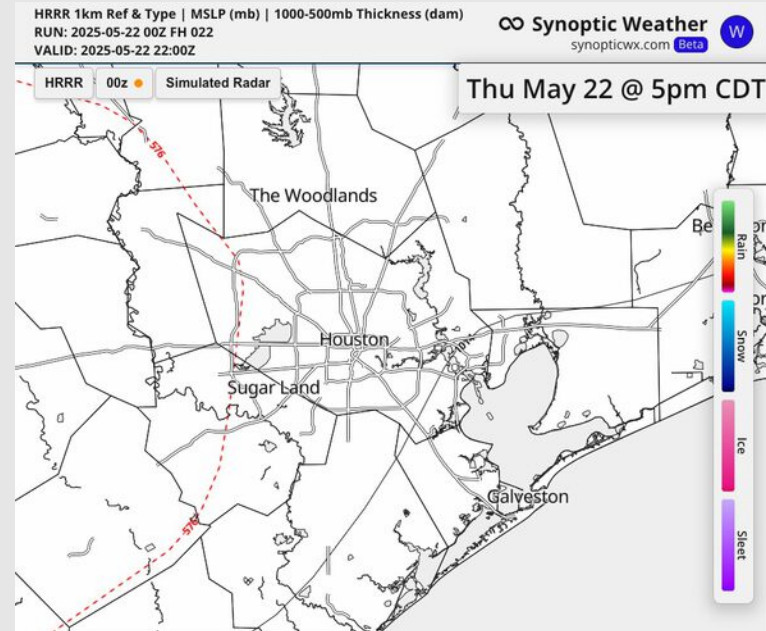 HRRR 1km Ref & Type | MSLP (mb) | 1000-500mb Thickness (dam)
RUN: 2025-05-22 00Z FH 022
VALID: 2025-05-22 22:00Z
Synoptic Weather
synopticwx.com Beta
W
HRRR
00z
Simulated Radar
Thu May 22 @ 5pm CDT
576
The Woodlands
Be
Rain
Houston
Snow
Sugar Land
Ice
Galveston
576
Sleet